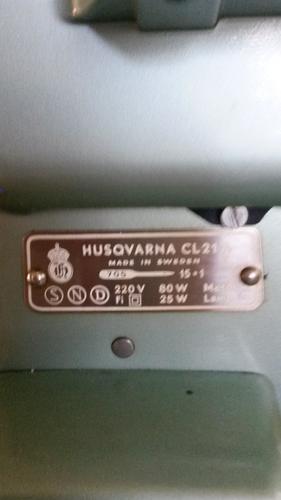 HUSQVARNA CL21
MADE IN SWEDEN
705 15•1
S N D 220 V 80 W
Fi 25 W